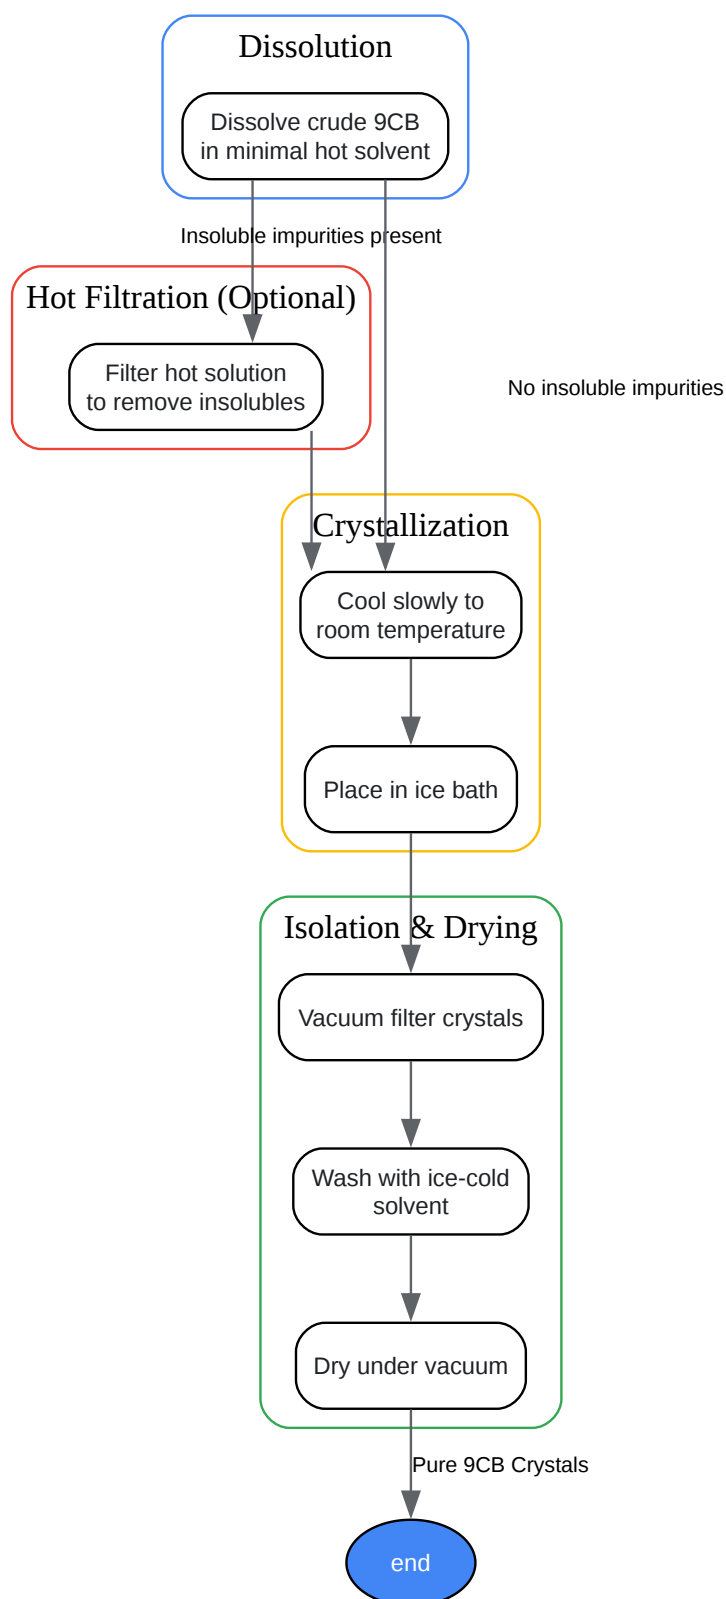 Dissolution
Dissolve crude 9CB
in minimal hot solvent
Insoluble impurities present
Hot Filtration (Optional)
Filter hot solution
to remove insolubles
No insoluble impurities
Crystallization
Cool slowly to
room temperature
Place in ice bath
Isolation & Drying
Vacuum filter crystals
Wash with ice-cold
solvent
Dry under vacuum
Pure 9CB Crystals
end